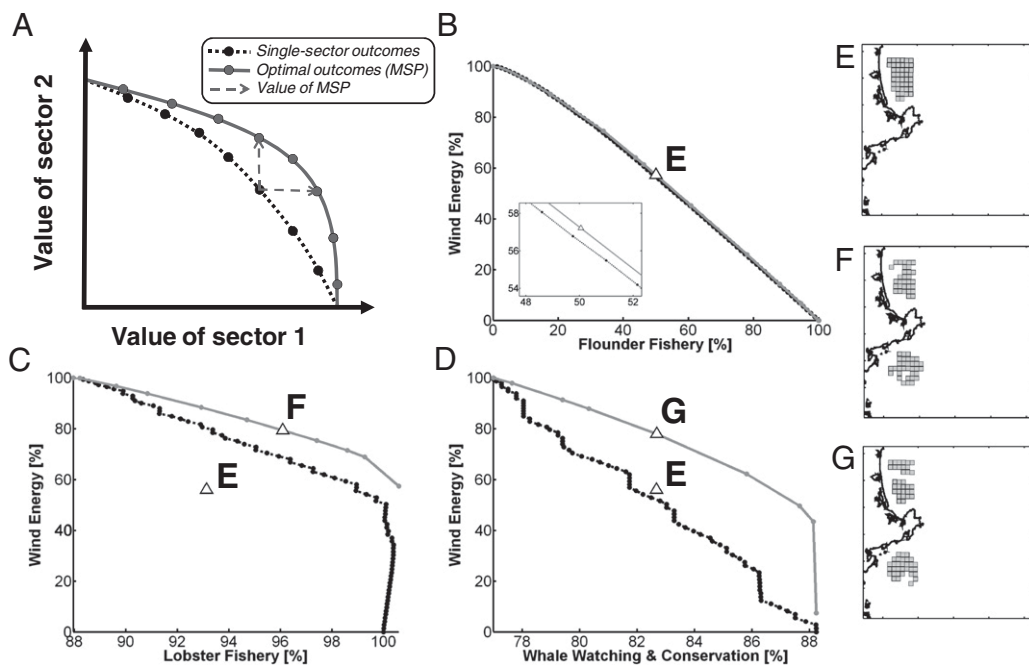 A
Value of sector 2
Value of sector 1
Single-sector outcomes
Optimal outcomes (MSP)
Value of MSP
B
Wind Energy [%]
100
80
60
40
20
0
E
58
56
54
48 50 52
0 20 40 60 80 100
Flounder Fishery [%]
C
Wind Energy [%]
100
80
60
40
20
0
F
E
88 90 92 94 96 98 100
Lobster Fishery [%]
D
Wind Energy [%]
100
80
60
40
20
0
G
E
78 80 82 84 86 88
Whale Watching & Conservation [%]
E
F
G